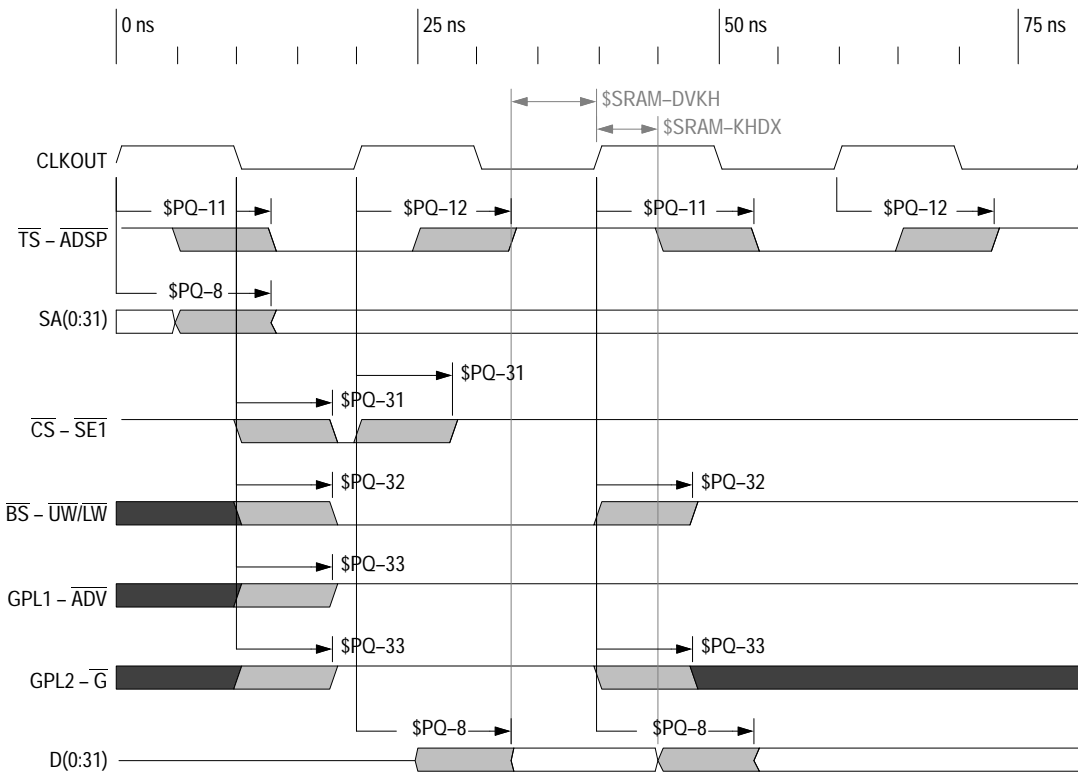 0 ns
25 ns
50 ns
75 ns
$SRAM–DVKH
$SRAM–KHDX
CLKOUT
$PQ–11
$PQ–12
$PQ–11
$PQ–12
TS – ADSP
$PQ–8
SA(0:31)
$PQ–31
$PQ–31
CS – SE1
$PQ–32
$PQ–32
BS – UW/LW
$PQ–33
GPL1 – ADV
$PQ–33
$PQ–33
GPL2 – G
$PQ–8
$PQ–8
D(0:31)